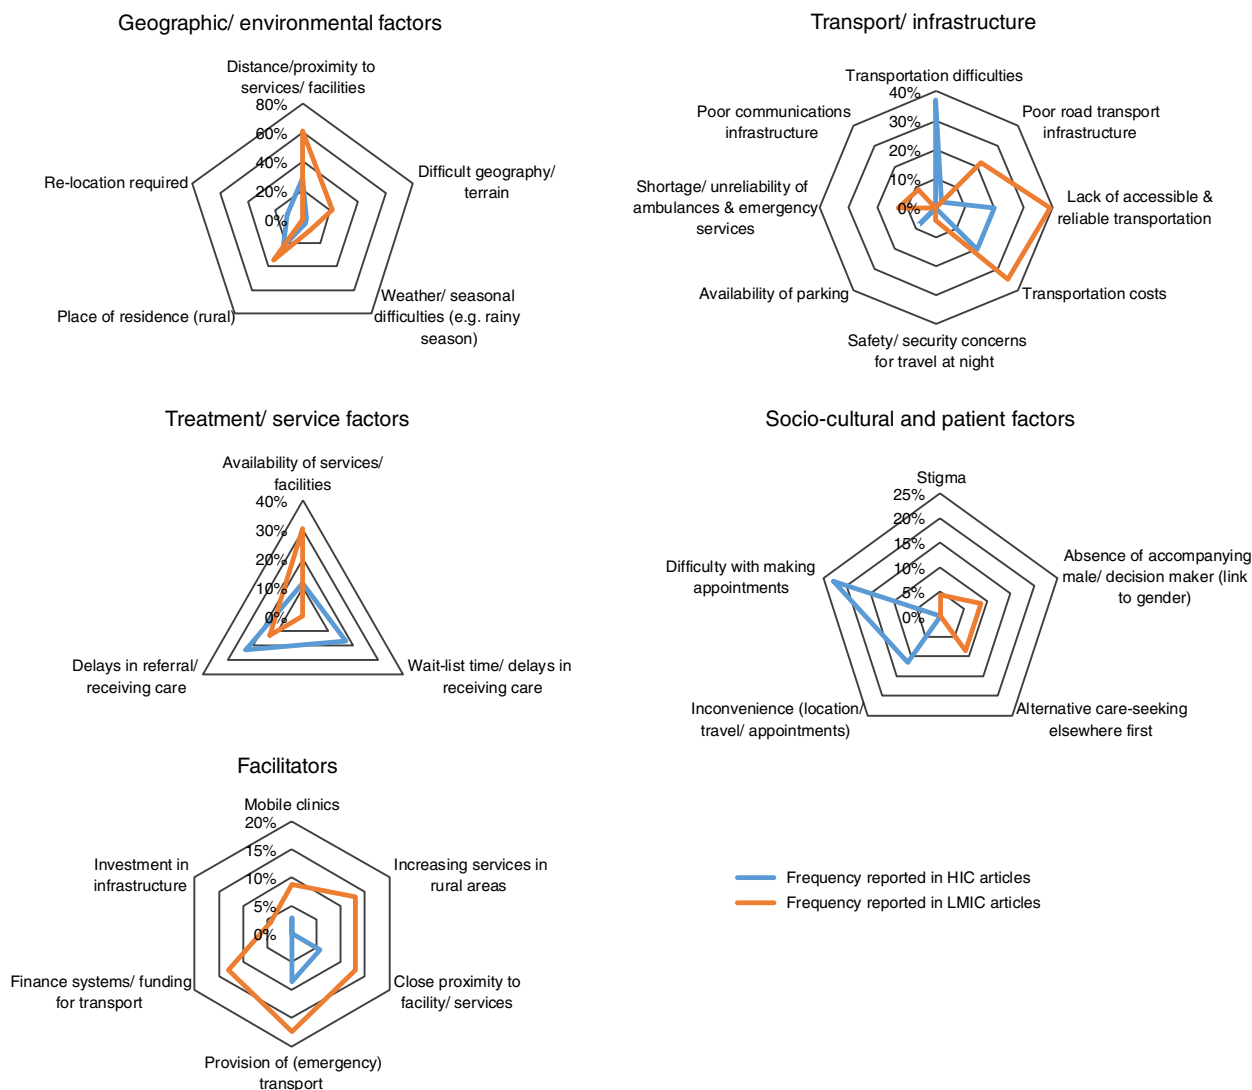 Geographic/ environmental factors
Distance/proximity to
services/ facilities
80%
60%
40%
20%
0%
Difficult geography/
terrain
Weather/ seasonal
difficulties (e.g. rainy
season)
Place of residence (rural)
Re-location required
Transport/ infrastructure
Transportation difficulties
40%
30%
20%
10%
0%
Poor road transport
infrastructure
Lack of accessible &
reliable transportation
Transportation costs
Safety/ security concerns
for travel at night
Availability of parking
Shortage/ unreliability of
ambulances & emergency
services
Poor communications
infrastructure
Treatment/ service factors
Availability of services/
facilities
40%
30%
20%
10%
0%
Wait-list time/ delays in
receiving care
Delays in referral/
receiving care
Socio-cultural and patient factors
Stigma
25%
20%
15%
10%
5%
0%
Absence of accompanying
male/ decision maker (link
to gender)
Alternative care-seeking
elsewhere first
Inconvenience (location/
travel/ appointments)
Difficulty with making
appointments
Facilitators
Mobile clinics
20%
15%
10%
5%
0%
Increasing services in
rural areas
Close proximity to
facility/ services
Provision of (emergency)
transport
Finance systems/ funding
for transport
Investment in
infrastructure
Frequency reported in HIC articles
Frequency reported in LMIC articles